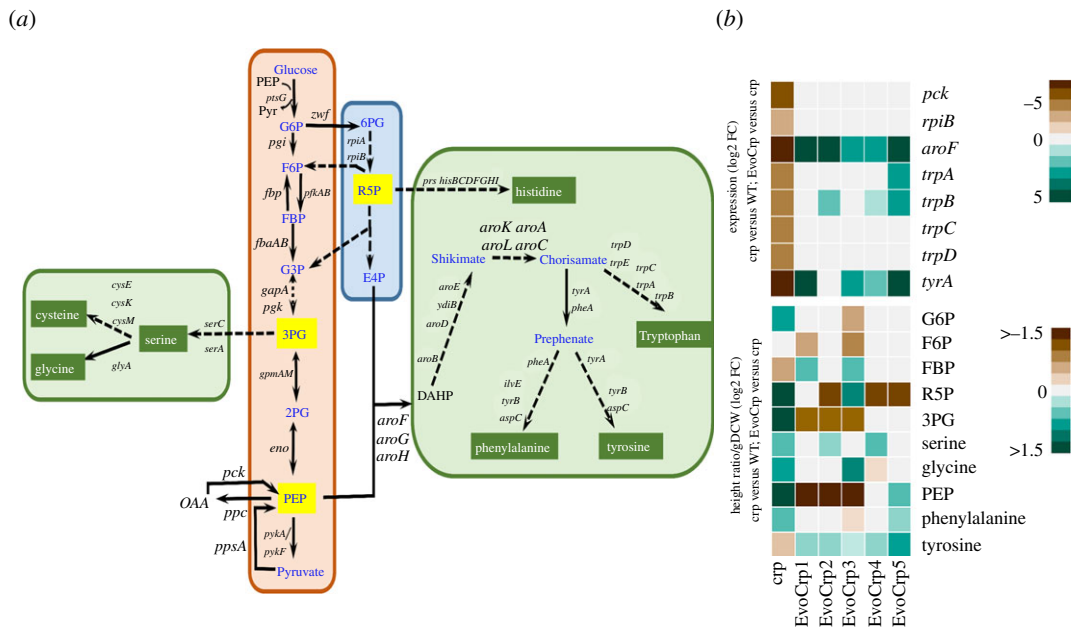 (a)
Glucose
PEP
ptsG
Pyr
G6P
zwf
6PG
pgi
rpiA
rpiB
F6P
R5P
prs hisBCDFGHI
histidine
fbp
pfkAB
FBP
fbaAB
G3P
E4P
gapA
pgk
3PG
serC
serA
serine
cysE
cysK
cysM
cysteine
glycine
glyA
gpmAM
2PG
eno
pck
OAA
ppc
PEP
ppsA
pykA/
pykF
Pyruvate
aroF
aroG
aroH
DAHP
aroB
aroD
ydiB
aroE
Shikimate
aroK aroA
aroL aroC
Chorisamate
trpD
trpE
trpC
trpA
trpB
Tryptophan
tyrA
pheA
Prephenate
pheA
tyrA
ilvE
tyrB
aspC
tyrB
aspC
phenylalanine
tyrosine
(b)
expression (log2 FC)
crp versus WT; EvoCrp versus crp
pck
rpiB
aroF
trpA
trpB
trpC
trpD
tyrA
−5
0
5
height ratio/gDCW (log2 FC)
crp versus WT; EvoCrp versus crp
G6P
F6P
FBP
R5P
3PG
serine
glycine
PEP
phenylalanine
tyrosine
>−1.5
0
>1.5
crp
EvoCrp1
EvoCrp2
EvoCrp3
EvoCrp4
EvoCrp5